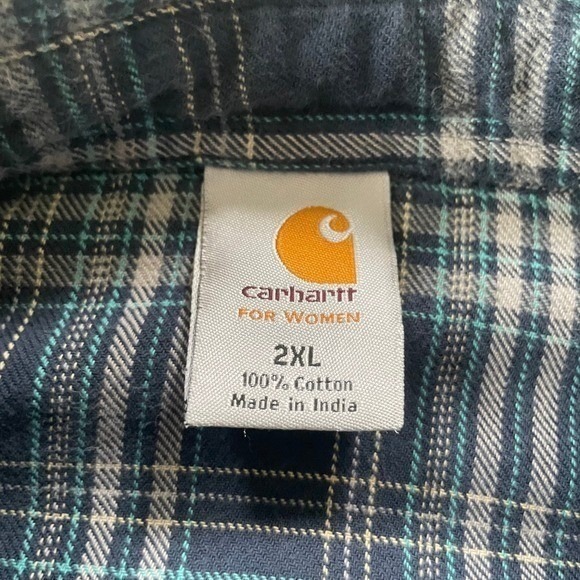 carhartt
FOR WOMEN
2XL
100% Cotton
Made in India